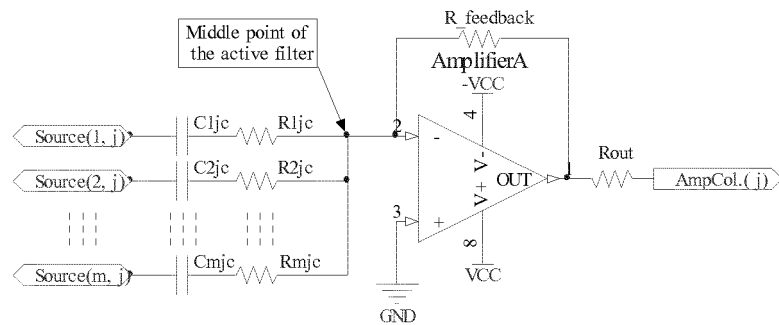 R_feedback
Middle point of
the active filter
AmplifierA
-VCC
4
Source(1, j)
C1jc
R1jc
2
-
V-
OUT
1
Rout
AmpCol.( j)
Source(2, j)
C2jc
R2jc
V+
3
+
8
Source(m, j)
Cmjc
Rmjc
VCC
GND